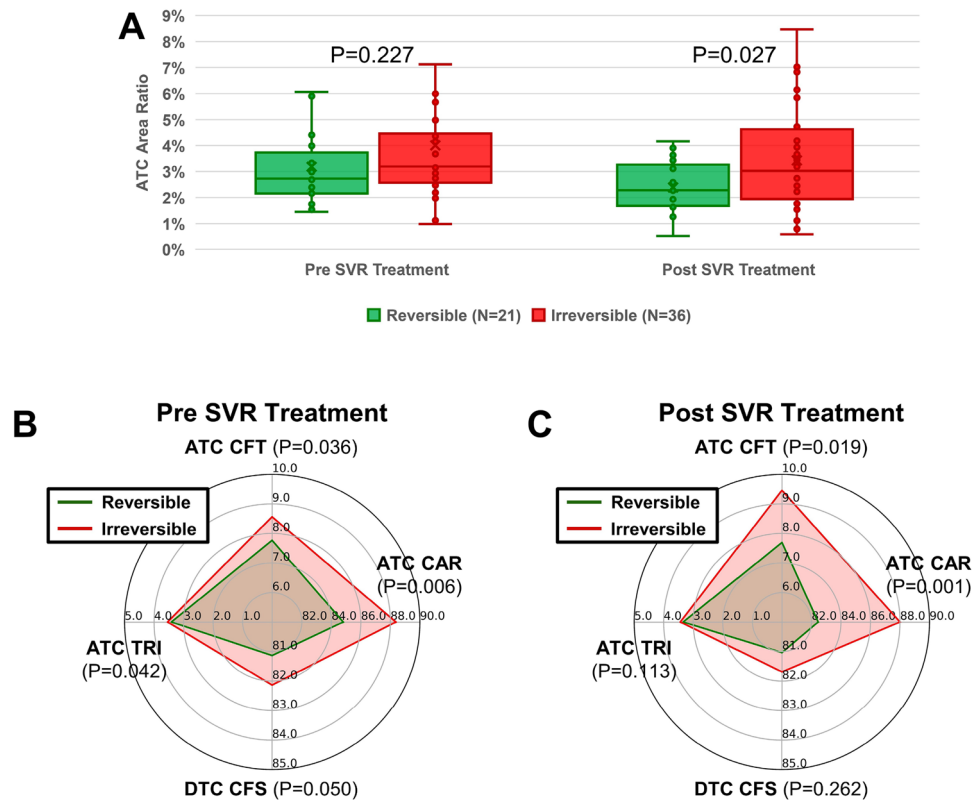 A
9%
8%
7%
6%
5%
4%
3%
2%
1%
0%
ATC Area Ratio
P=0.227
P=0.027
Pre SVR Treatment
Post SVR Treatment
Reversible (N=21) Irreversible (N=36)
B
Pre SVR Treatment
ATC CFT (P=0.036)
10.0
9.0
8.0
7.0
6.0
Reversible
Irreversible
ATC CAR
(P=0.006)
5.0 4.0 3.0 2.0 1.0 82.0 84.0 86.0 88.0 90.0
ATC TRI
(P=0.042)
81.0
82.0
83.0
84.0
85.0
DTC CFS (P=0.050)
C
Post SVR Treatment
ATC CFT (P=0.019)
10.0
9.0
8.0
7.0
6.0
Reversible
Irreversible
ATC CAR
(P=0.001)
5.0 4.0 3.0 2.0 1.0 82.0 84.0 86.0 88.0 90.0
ATC TRI
(P=0.113)
81.0
82.0
83.0
84.0
85.0
DTC CFS (P=0.262)